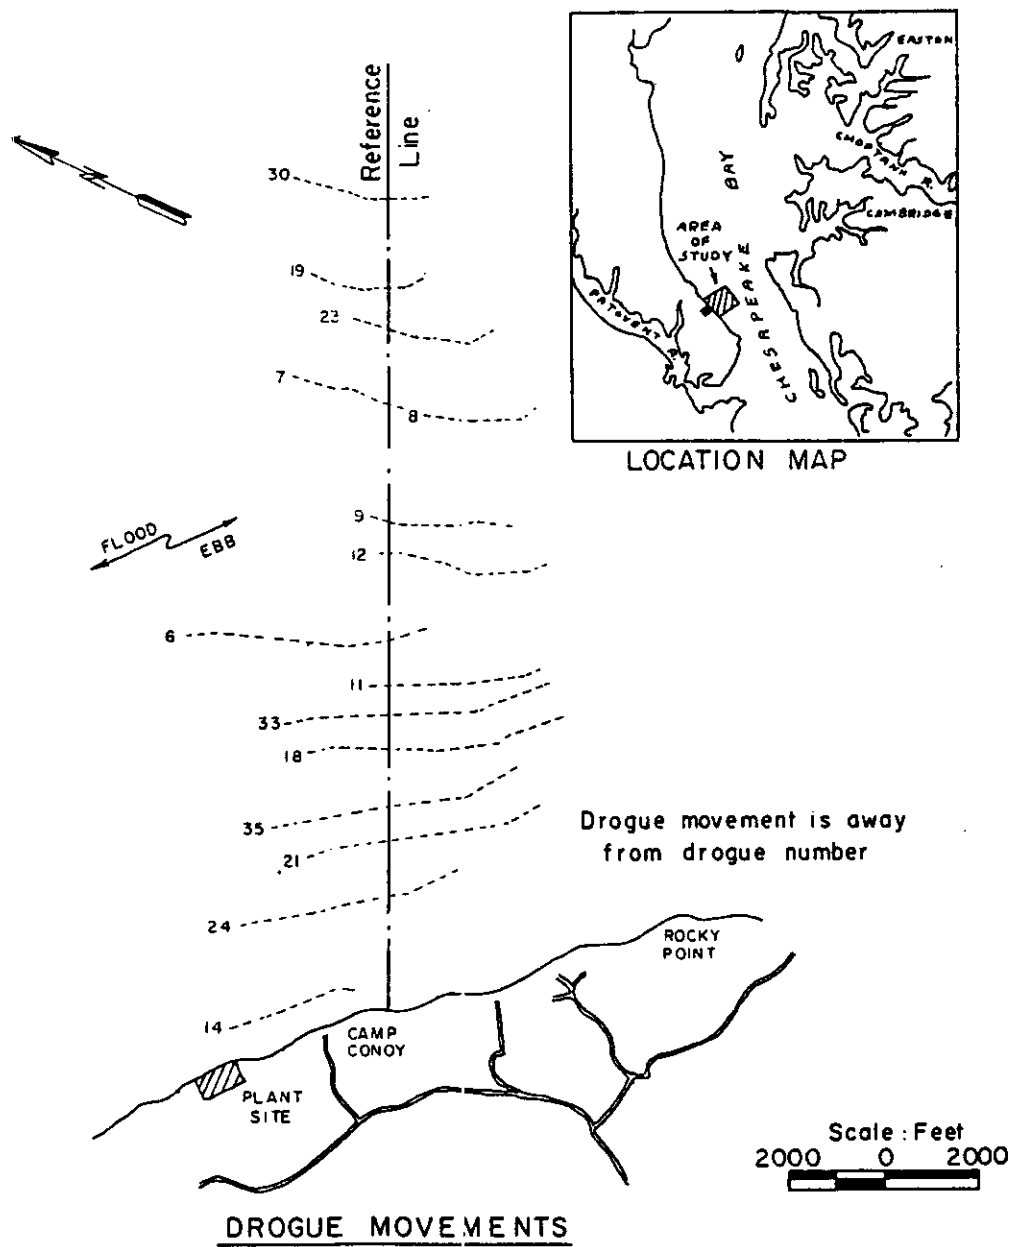 Reference
Line
N
30
19
23
7
8
9
12
FLOOD
EBB
6
11
33
18
35
21
24
14
EASTON
CHOPTANK R.
CAMBRIDGE
CHESAPEAKE BAY
AREA
OF
STUDY
PATUXENT R.
LOCATION MAP
Drogue movement is away
from drogue number
ROCKY
POINT
CAMP
CONOY
PLANT
SITE
Scale : Feet
2000 0 2000
DROGUE MOVEMENTS